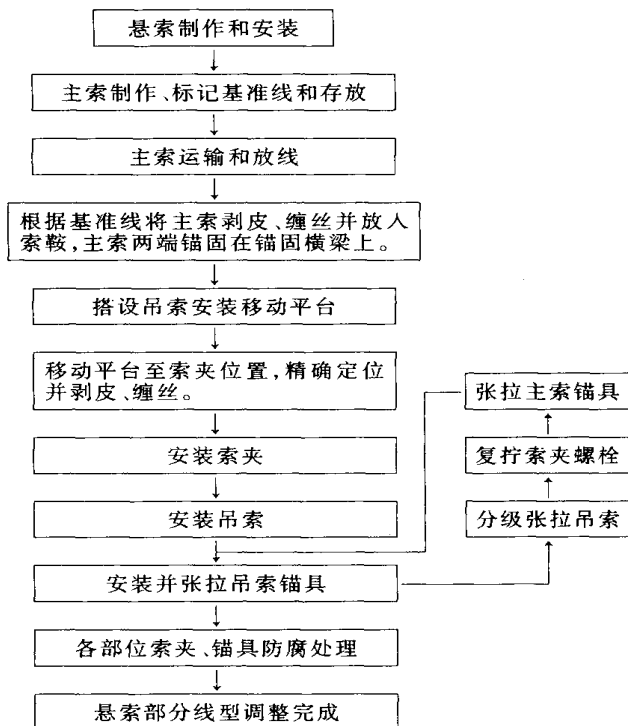 悬索制作和安装
主索制作、标记基准线和存放
主索运输和放线
根据基准线将主索剥皮、缠丝并放入
索鞍,主索两端锚固在锚固横梁上。
搭设吊索安装移动平台
移动平台至索夹位置,精确定位
并剥皮、缠丝。
安装索夹
安装吊索
安装并张拉吊索锚具
分级张拉吊索
复拧索夹螺栓
张拉主索锚具
各部位索夹、锚具防腐处理
悬索部分线型调整完成